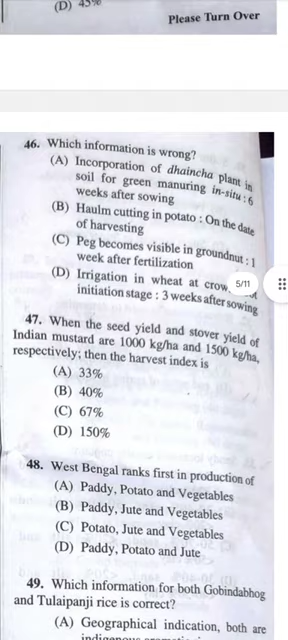 (D) 45%
Please Turn Over
46. Which information is wrong?
(A) Incorporation of dhaincha plant in
soil for green manuring in-situ : 6
weeks after sowing
(B) Haulm cutting in potato : On the date
of harvesting
(C) Peg becomes visible in groundnut : 1
week after fertilization
(D) Irrigation in wheat at
initiation stage : 3 weeks after sowing
5/11
47. When the seed yield and stover yield of
Indian mustard are 1000 kg/ha and 1500 kg/ha,
respectively; then the harvest index is
(A) 33%
(B) 40%
(C) 67%
(D) 150%
48. West Bengal ranks first in production of
(A) Paddy, Potato and Vegetables
(B) Paddy, Jute and Vegetables
(C) Potato, Jute and Vegetables
(D) Paddy, Potato and Jute
49. Which information for both Gobindabhog
and Tulaipanji rice is correct?
(A) Geographical indication, both are